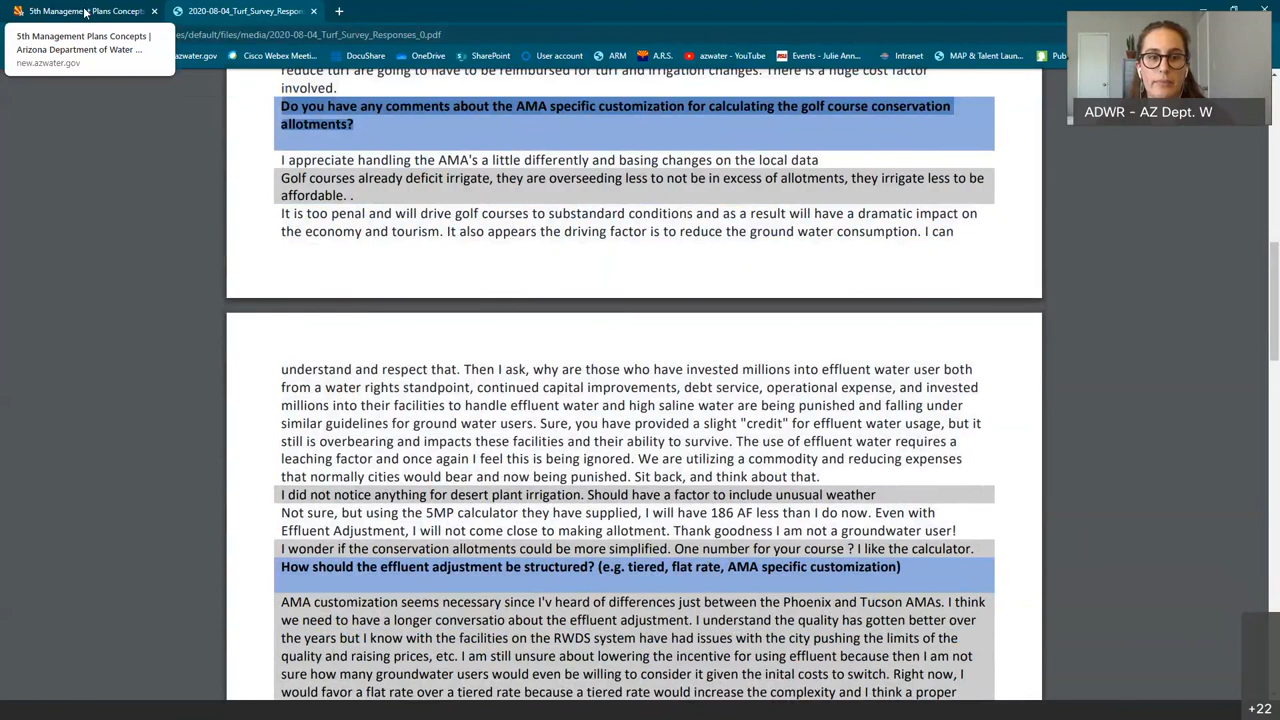 5th Management Plans Concepts
2020-08-04_Turf_Survey_Respon
5th Management Plans Concepts |
Arizona Department of Water ...
new.azwater.gov
es/default/files/media/2020-08-04_Turf_Survey_Responses_0.pdf
azwater.gov Cisco Webex Meeti... DocuShare OneDrive SharePoint User account ARM A.R.S. azwater - YouTube Events - Julie Ann... Intranet MAP & Talent Laun... Pub
ADWR - AZ Dept. W
reduce turf are going to have to be reimbursed for turf and irrigation changes. There is a huge cost factor
involved.
Do you have any comments about the AMA specific customization for calculating the golf course conservation
allotments?
I appreciate handling the AMA's a little differently and basing changes on the local data
Golf courses already deficit irrigate, they are overseeding less to not be in excess of allotments, they irrigate less to be
affordable. .
It is too penal and will drive golf courses to substandard conditions and as a result will have a dramatic impact on
the economy and tourism. It also appears the driving factor is to reduce the ground water consumption. I can
understand and respect that. Then I ask, why are those who have invested millions into effluent water user both
from a water rights standpoint, continued capital improvements, debt service, operational expense, and invested
millions into their facilities to handle effluent water and high saline water are being punished and falling under
similar guidelines for ground water users. Sure, you have provided a slight "credit" for effluent water usage, but it
still is overbearing and impacts these facilities and their ability to survive. The use of effluent water requires a
leaching factor and once again I feel this is being ignored. We are utilizing a commodity and reducing expenses
that normally cities would bear and now being punished. Sit back, and think about that.
I did not notice anything for desert plant irrigation. Should have a factor to include unusual weather
Not sure, but using the 5MP calculator they have supplied, I will have 186 AF less than I do now. Even with
Effluent Adjustment, I will not come close to making allotment. Thank goodness I am not a groundwater user!
I wonder if the conservation allotments could be more simplified. One number for your course ? I like the calculator.
How should the effluent adjustment be structured? (e.g. tiered, flat rate, AMA specific customization)
AMA customization seems necessary since I'v heard of differences just between the Phoenix and Tucson AMAs. I think
we need to have a longer conversatio about the effluent adjustment. I understand the quality has gotten better over
the years but I know with the facilities on the RWDS system have had issues with the city pushing the limits of the
quality and raising prices, etc. I am still unsure about lowering the incentive for using effluent because then I am not
sure how many groundwater users would even be willing to consider it given the inital costs to switch. Right now, I
would favor a flat rate over a tiered rate because a tiered rate would increase the complexity and I think a proper
+22